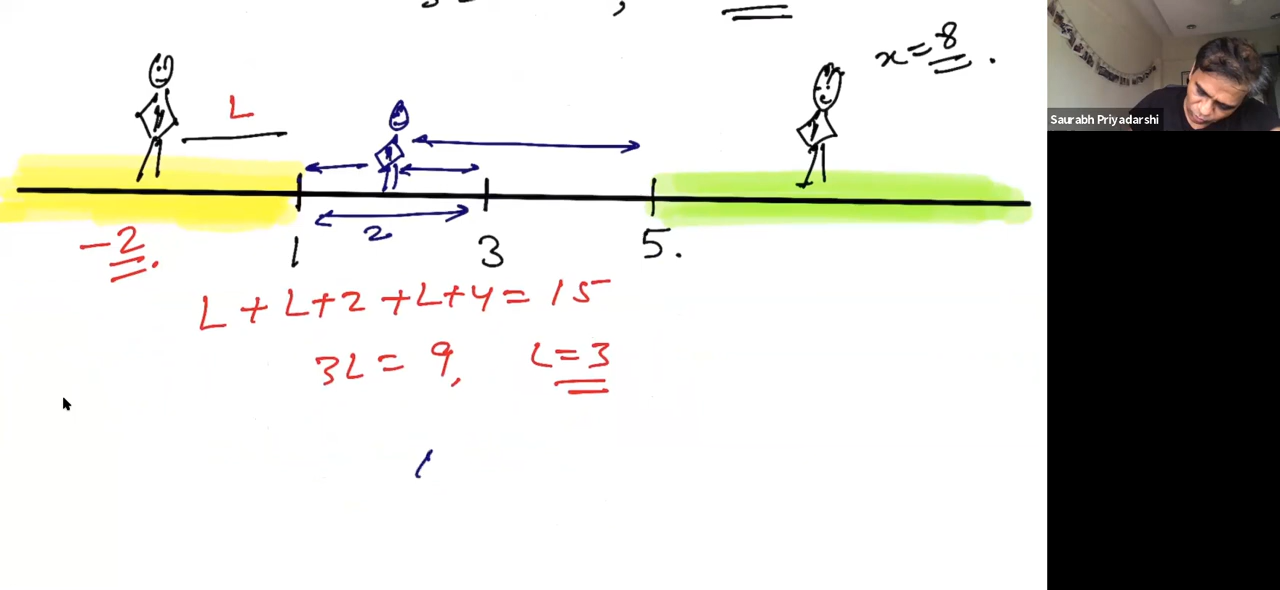 x = 8.
Saurabh Priyadarshi
L
2
-2.
1 3 5.
L + L+2 + L+4 = 15
3L = 9, L = 3